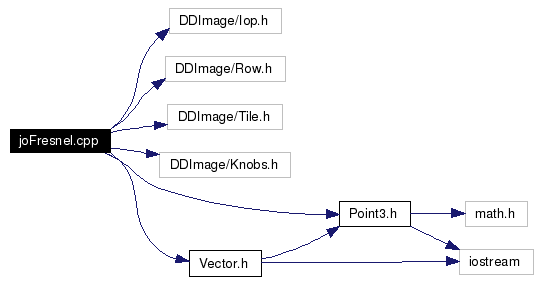 DDImage/Iop.h
DDImage/Row.h
DDImage/Tile.h
joFresnel.cpp
DDImage/Knobs.h
Point3.h
math.h
Vector.h
iostream